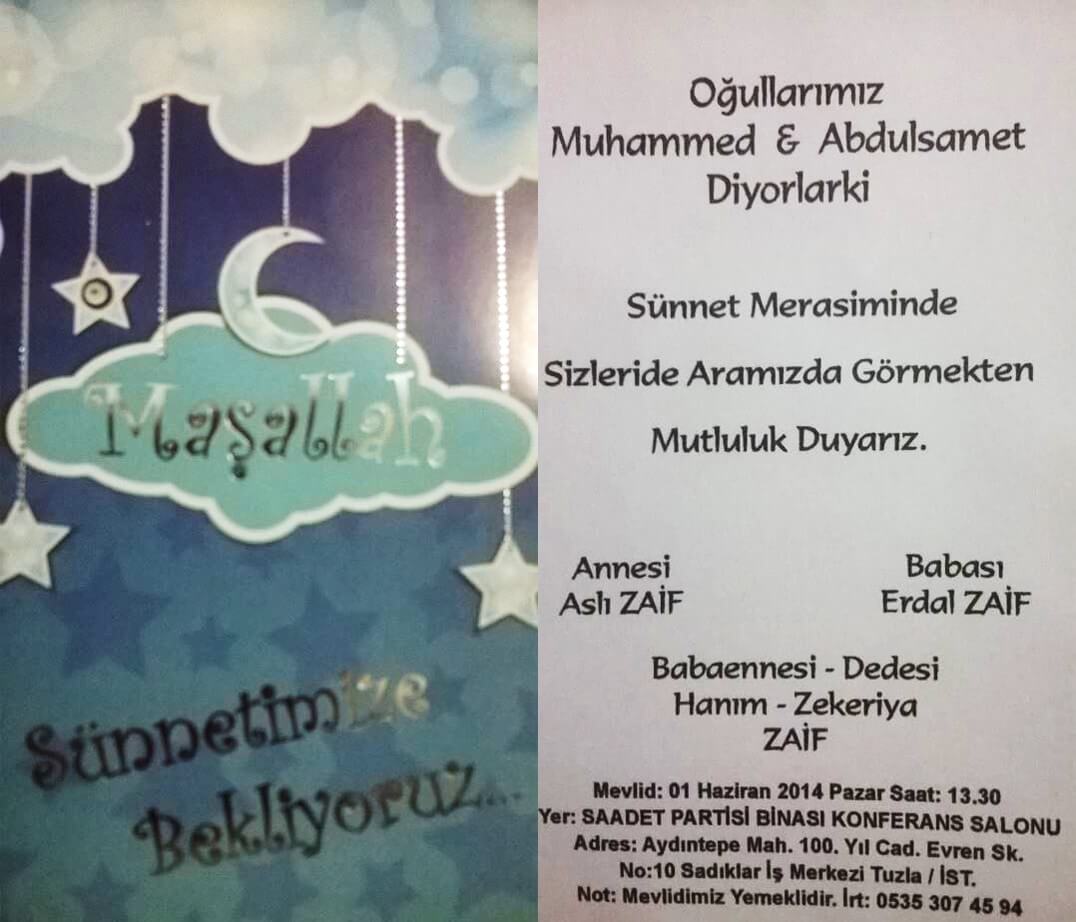 Maşallah
Sünnetimize
Bekliyoruz...
Oğullarımız
Muhammed & Abdulsamet
Diyorlarki
Sünnet Merasiminde
Sizleride Aramızda Görmekten
Mutluluk Duyarız.
Annesi
Aslı ZAİF
Babası
Erdal ZAİF
Babaennesi - Dedesi
Hanım - Zekeriya
ZAİF
Mevlid: 01 Haziran 2014 Pazar Saat: 13.30
Yer: SAADET PARTİSİ BİNASI KONFERANS SALONU
Adres: Aydıntepe Mah. 100. Yıl Cad. Evren Sk.
No:10 Sadıklar İş Merkezi Tuzla / İST.
Not: Mevlidimiz Yemeklidir. İrt: 0535 307 45 94